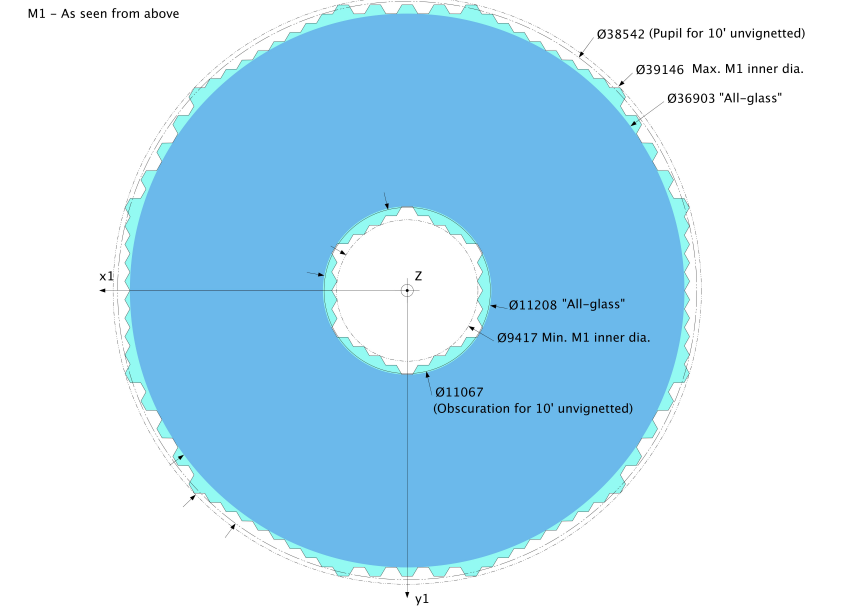 M1 – As seen from above
Ø38542 (Pupil for 10' unvignetted)
Ø39146 Max. M1 inner dia.
Ø36903 "All–glass"
x1
Z
Ø11208 "All–glass"
Ø9417 Min. M1 inner dia.
Ø11067
(Obscuration for 10' unvignetted)
y1